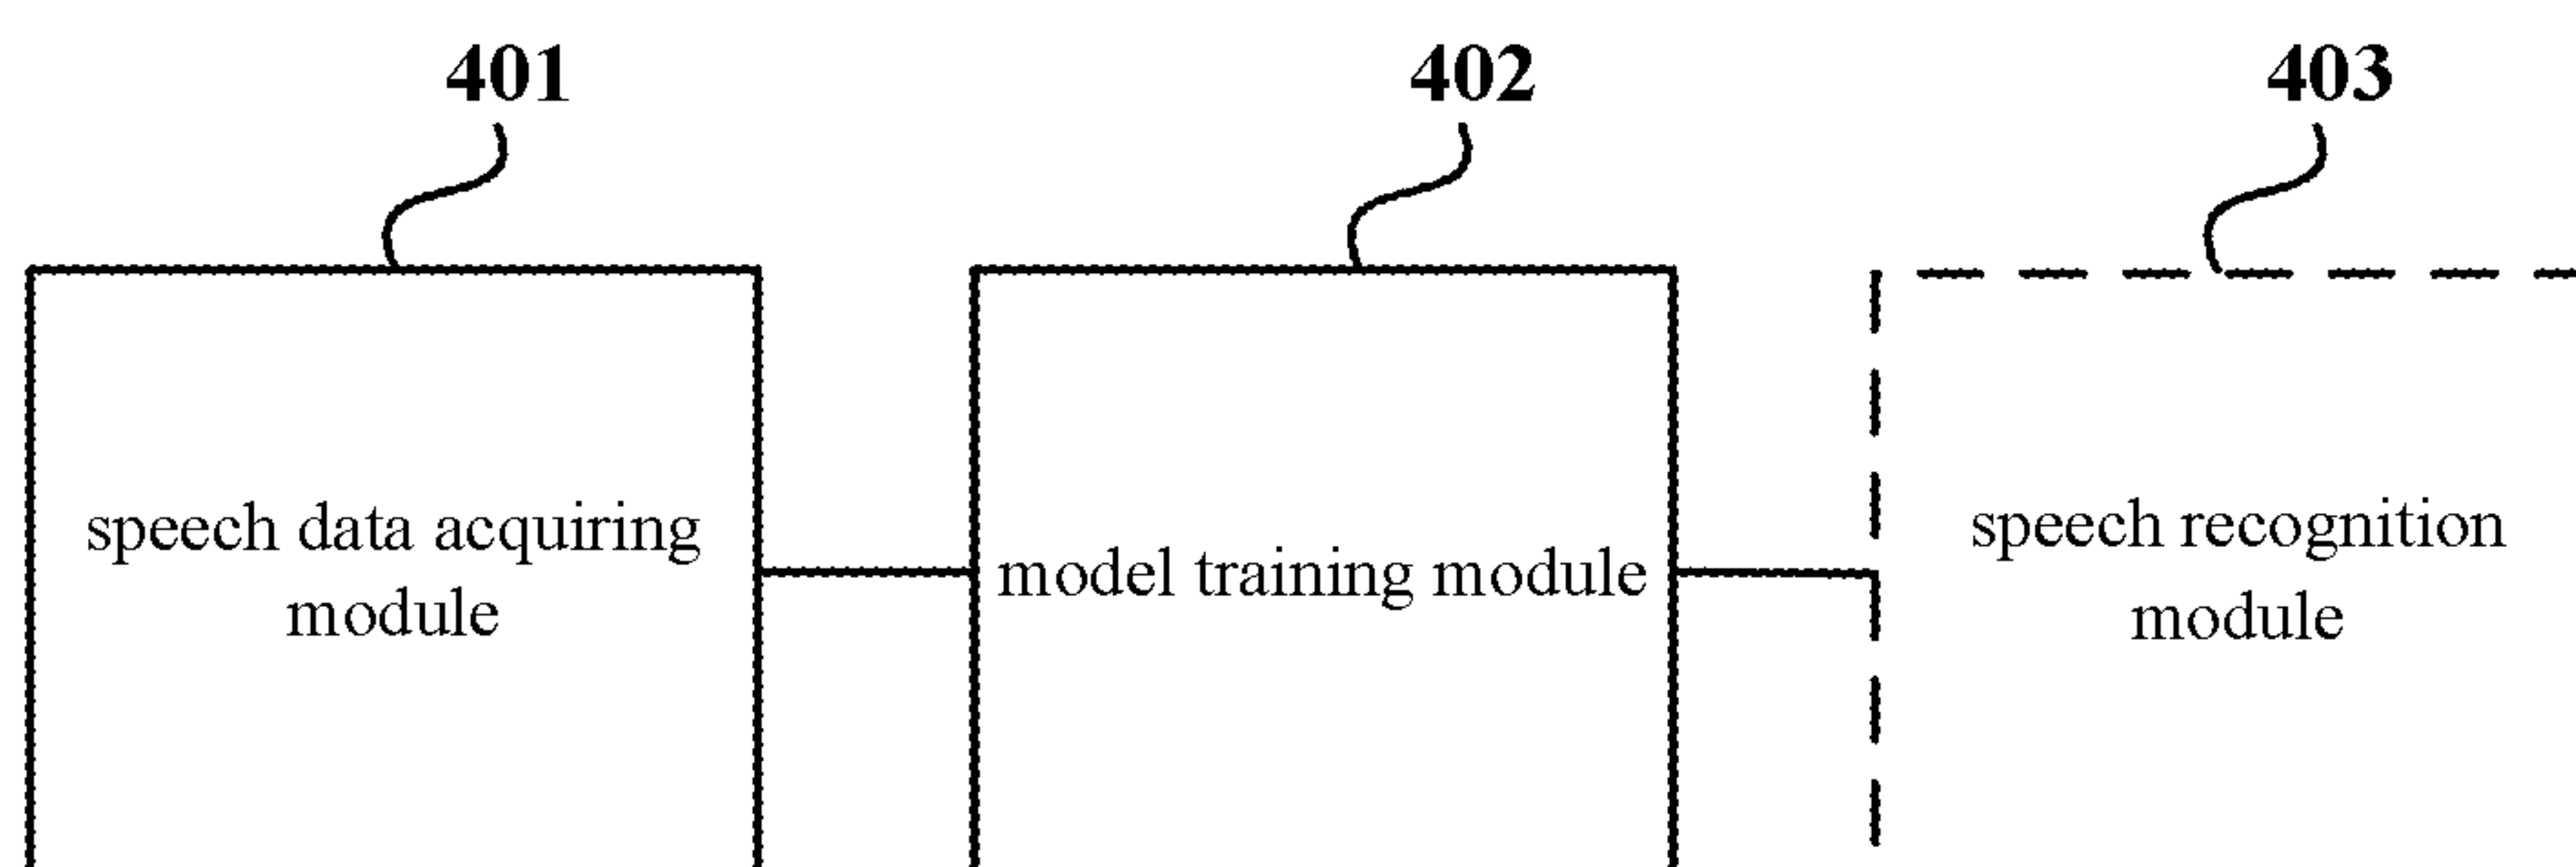 401
402
403
speech data acquiring
module
model training module
speech recognition
module